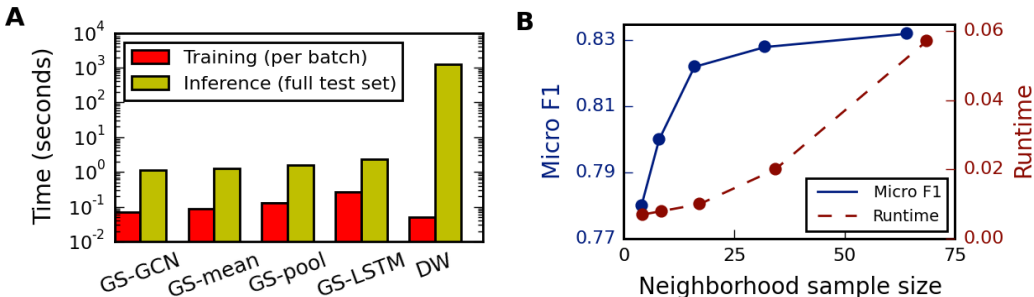 A
Time (seconds)
10^4
10^3
10^2
10^1
10^0
10^-1
10^-2
Training (per batch)
Inference (full test set)
GS-GCN
GS-mean
GS-pool
GS-LSTM
DW
B
Micro F1
0.83
0.81
0.79
0.77
0
25
50
75
Neighborhood sample size
Micro F1
Runtime
0.06
0.04
0.02
0.00
Runtime